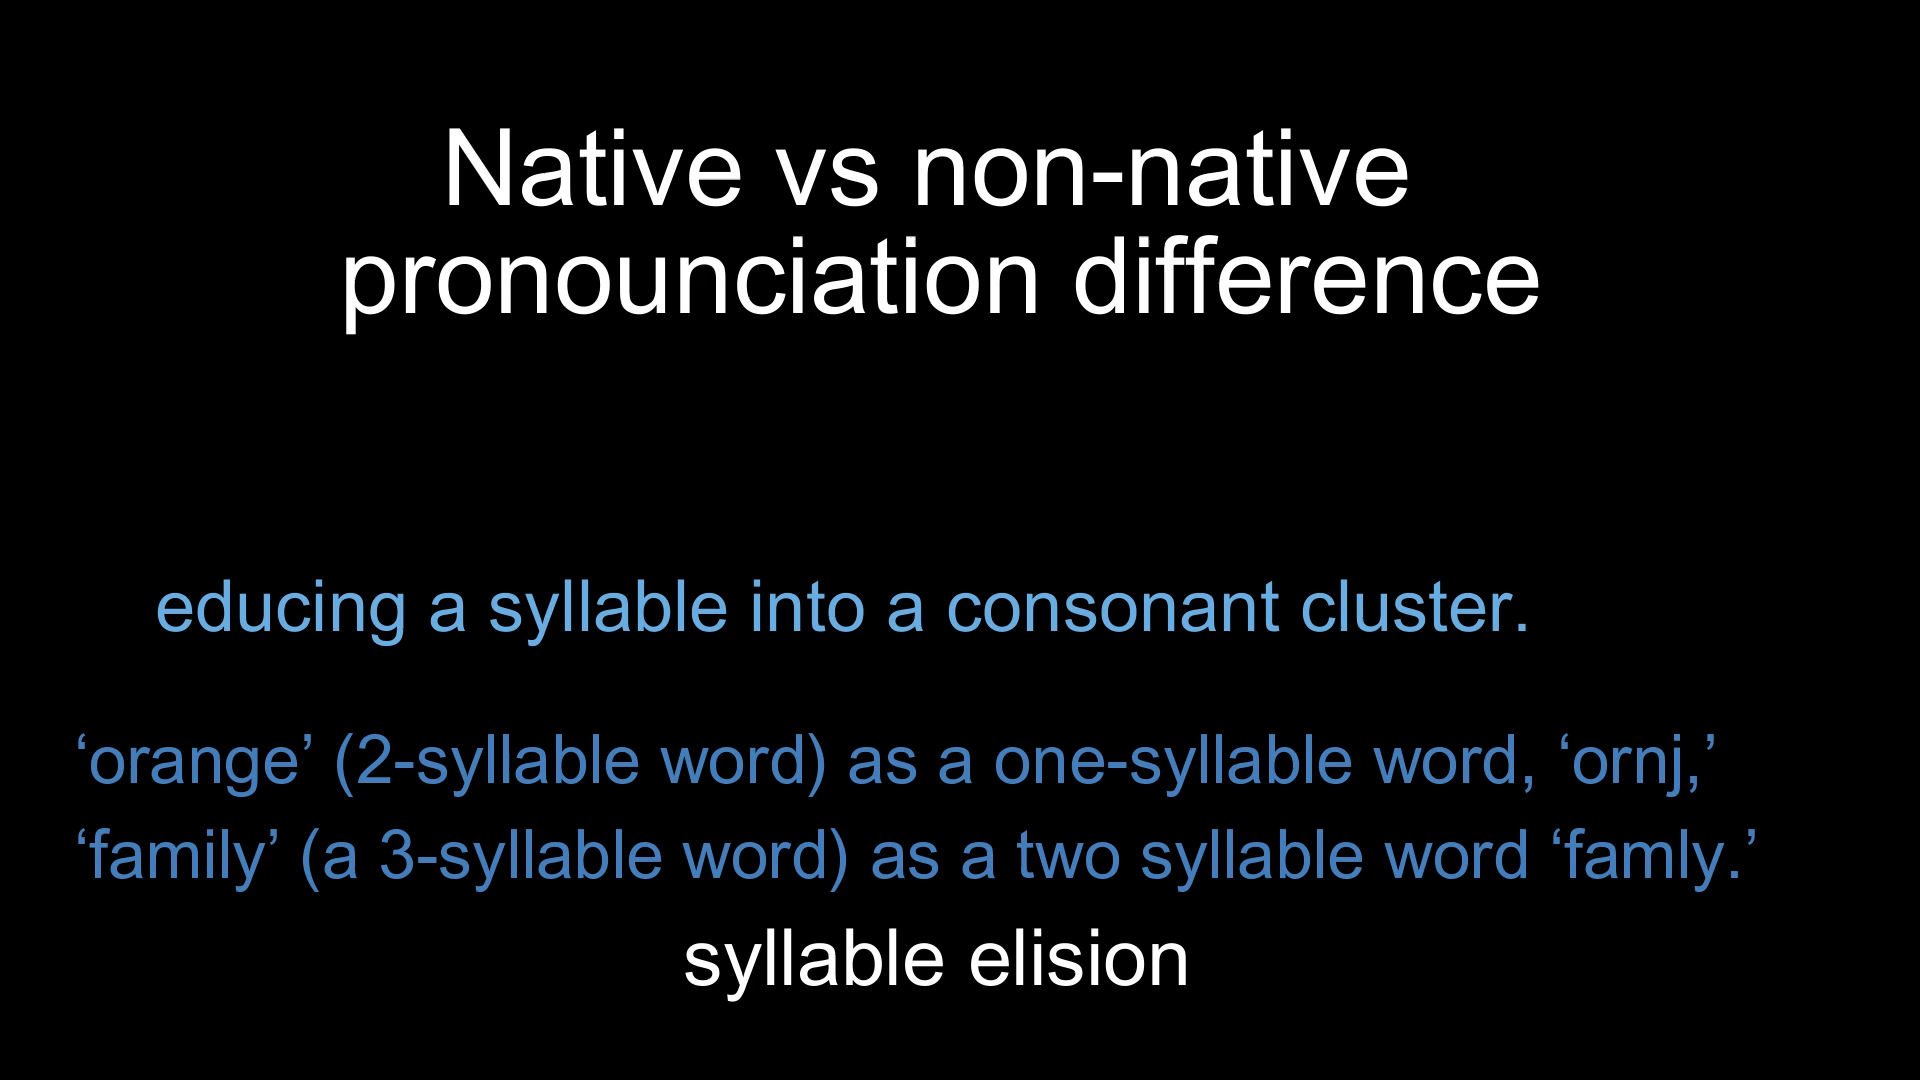 Native vs non-native
pronounciation difference
educing a syllable into a consonant cluster.
‘orange’ (2-syllable word) as a one-syllable word, ‘ornj,’
‘family’ (a 3-syllable word) as a two syllable word ‘famly.’
syllable elision